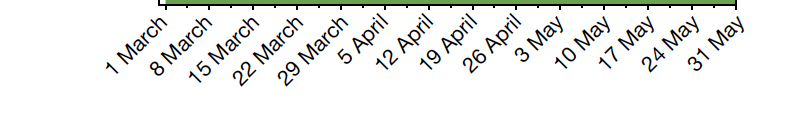 1 March
8 March
15 March
22 March
29 March
5 April
12 April
19 April
26 April
3 May
10 May
17 May
24 May
31 May